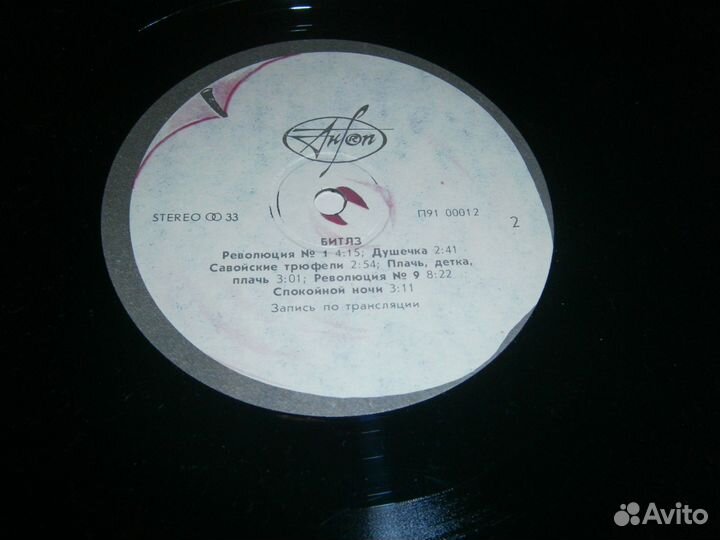 Антроп
STEREO 33
П91 00012
2
БИТЛЗ
Революция № 1 4:15; Душечка 2:41
Савойские трюфели 2:54; Плачь, детка,
плачь 3:01; Революция № 9 8:22
Спокойной ночи 3:11
Запись по трансляции
Avito